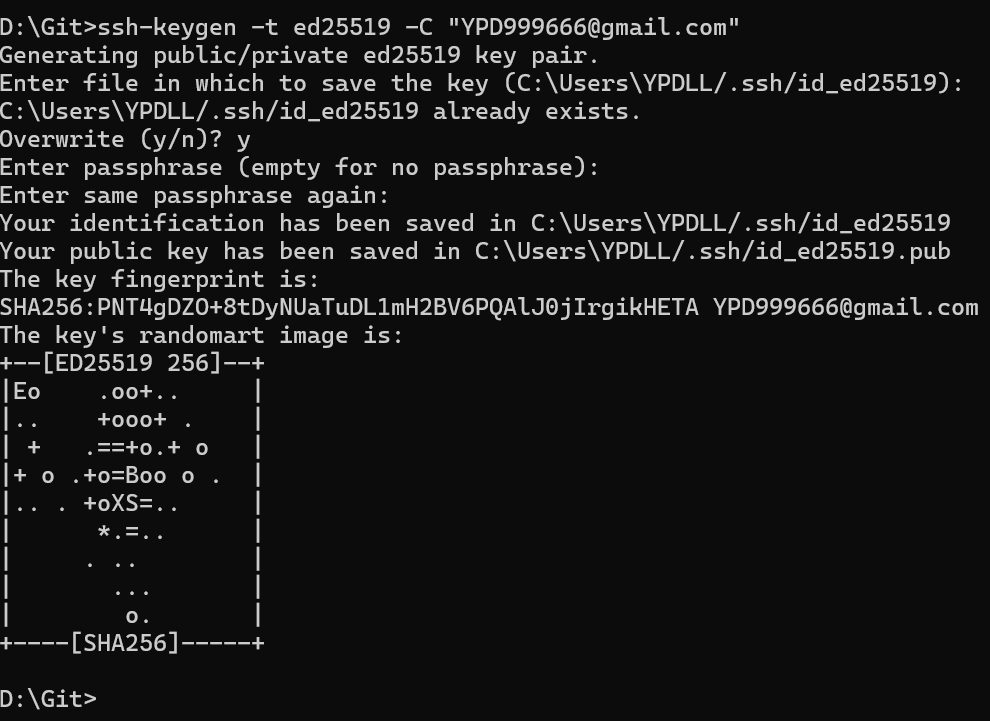 D:\Git>ssh-keygen -t ed25519 -C "YPD999666@gmail.com"
Generating public/private ed25519 key pair.
Enter file in which to save the key (C:\Users\YPDLL/.ssh/id_ed25519):
C:\Users\YPDLL/.ssh/id_ed25519 already exists.
Overwrite (y/n)? y
Enter passphrase (empty for no passphrase):
Enter same passphrase again:
Your identification has been saved in C:\Users\YPDLL/.ssh/id_ed25519
Your public key has been saved in C:\Users\YPDLL/.ssh/id_ed25519.pub
The key fingerprint is:
SHA256:PNT4gDZO+8tDyNUaTuDL1mH2BV6PQAlJ0jIrgikHETA YPD999666@gmail.com
The key's randomart image is:
+--[ED25519 256]--+
|Eo    .oo+..     |
|..    +ooo+ .    |
| +   .==+o.+ o   |
|+ o .+o=Boo o .  |
|.. . +oXS=..     |
|      *.=..      |
|     . ..        |
|       ...       |
|        o.       |
+----[SHA256]-----+
D:\Git>